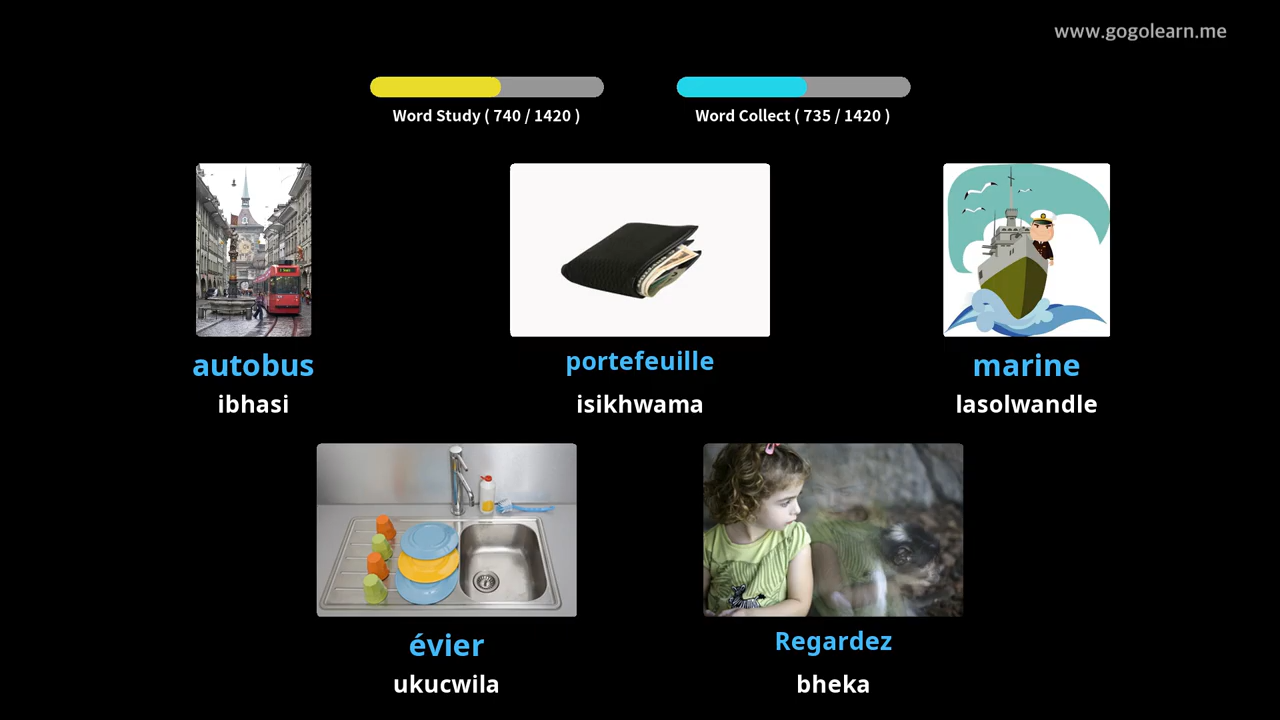 www.gogolearn.me
Word Study ( 740 / 1420 )
Word Collect ( 735 / 1420 )
autobus
ibhasi
portefeuille
isikhwama
marine
lasolwandle
évier
ukucwila
Regardez
bheka